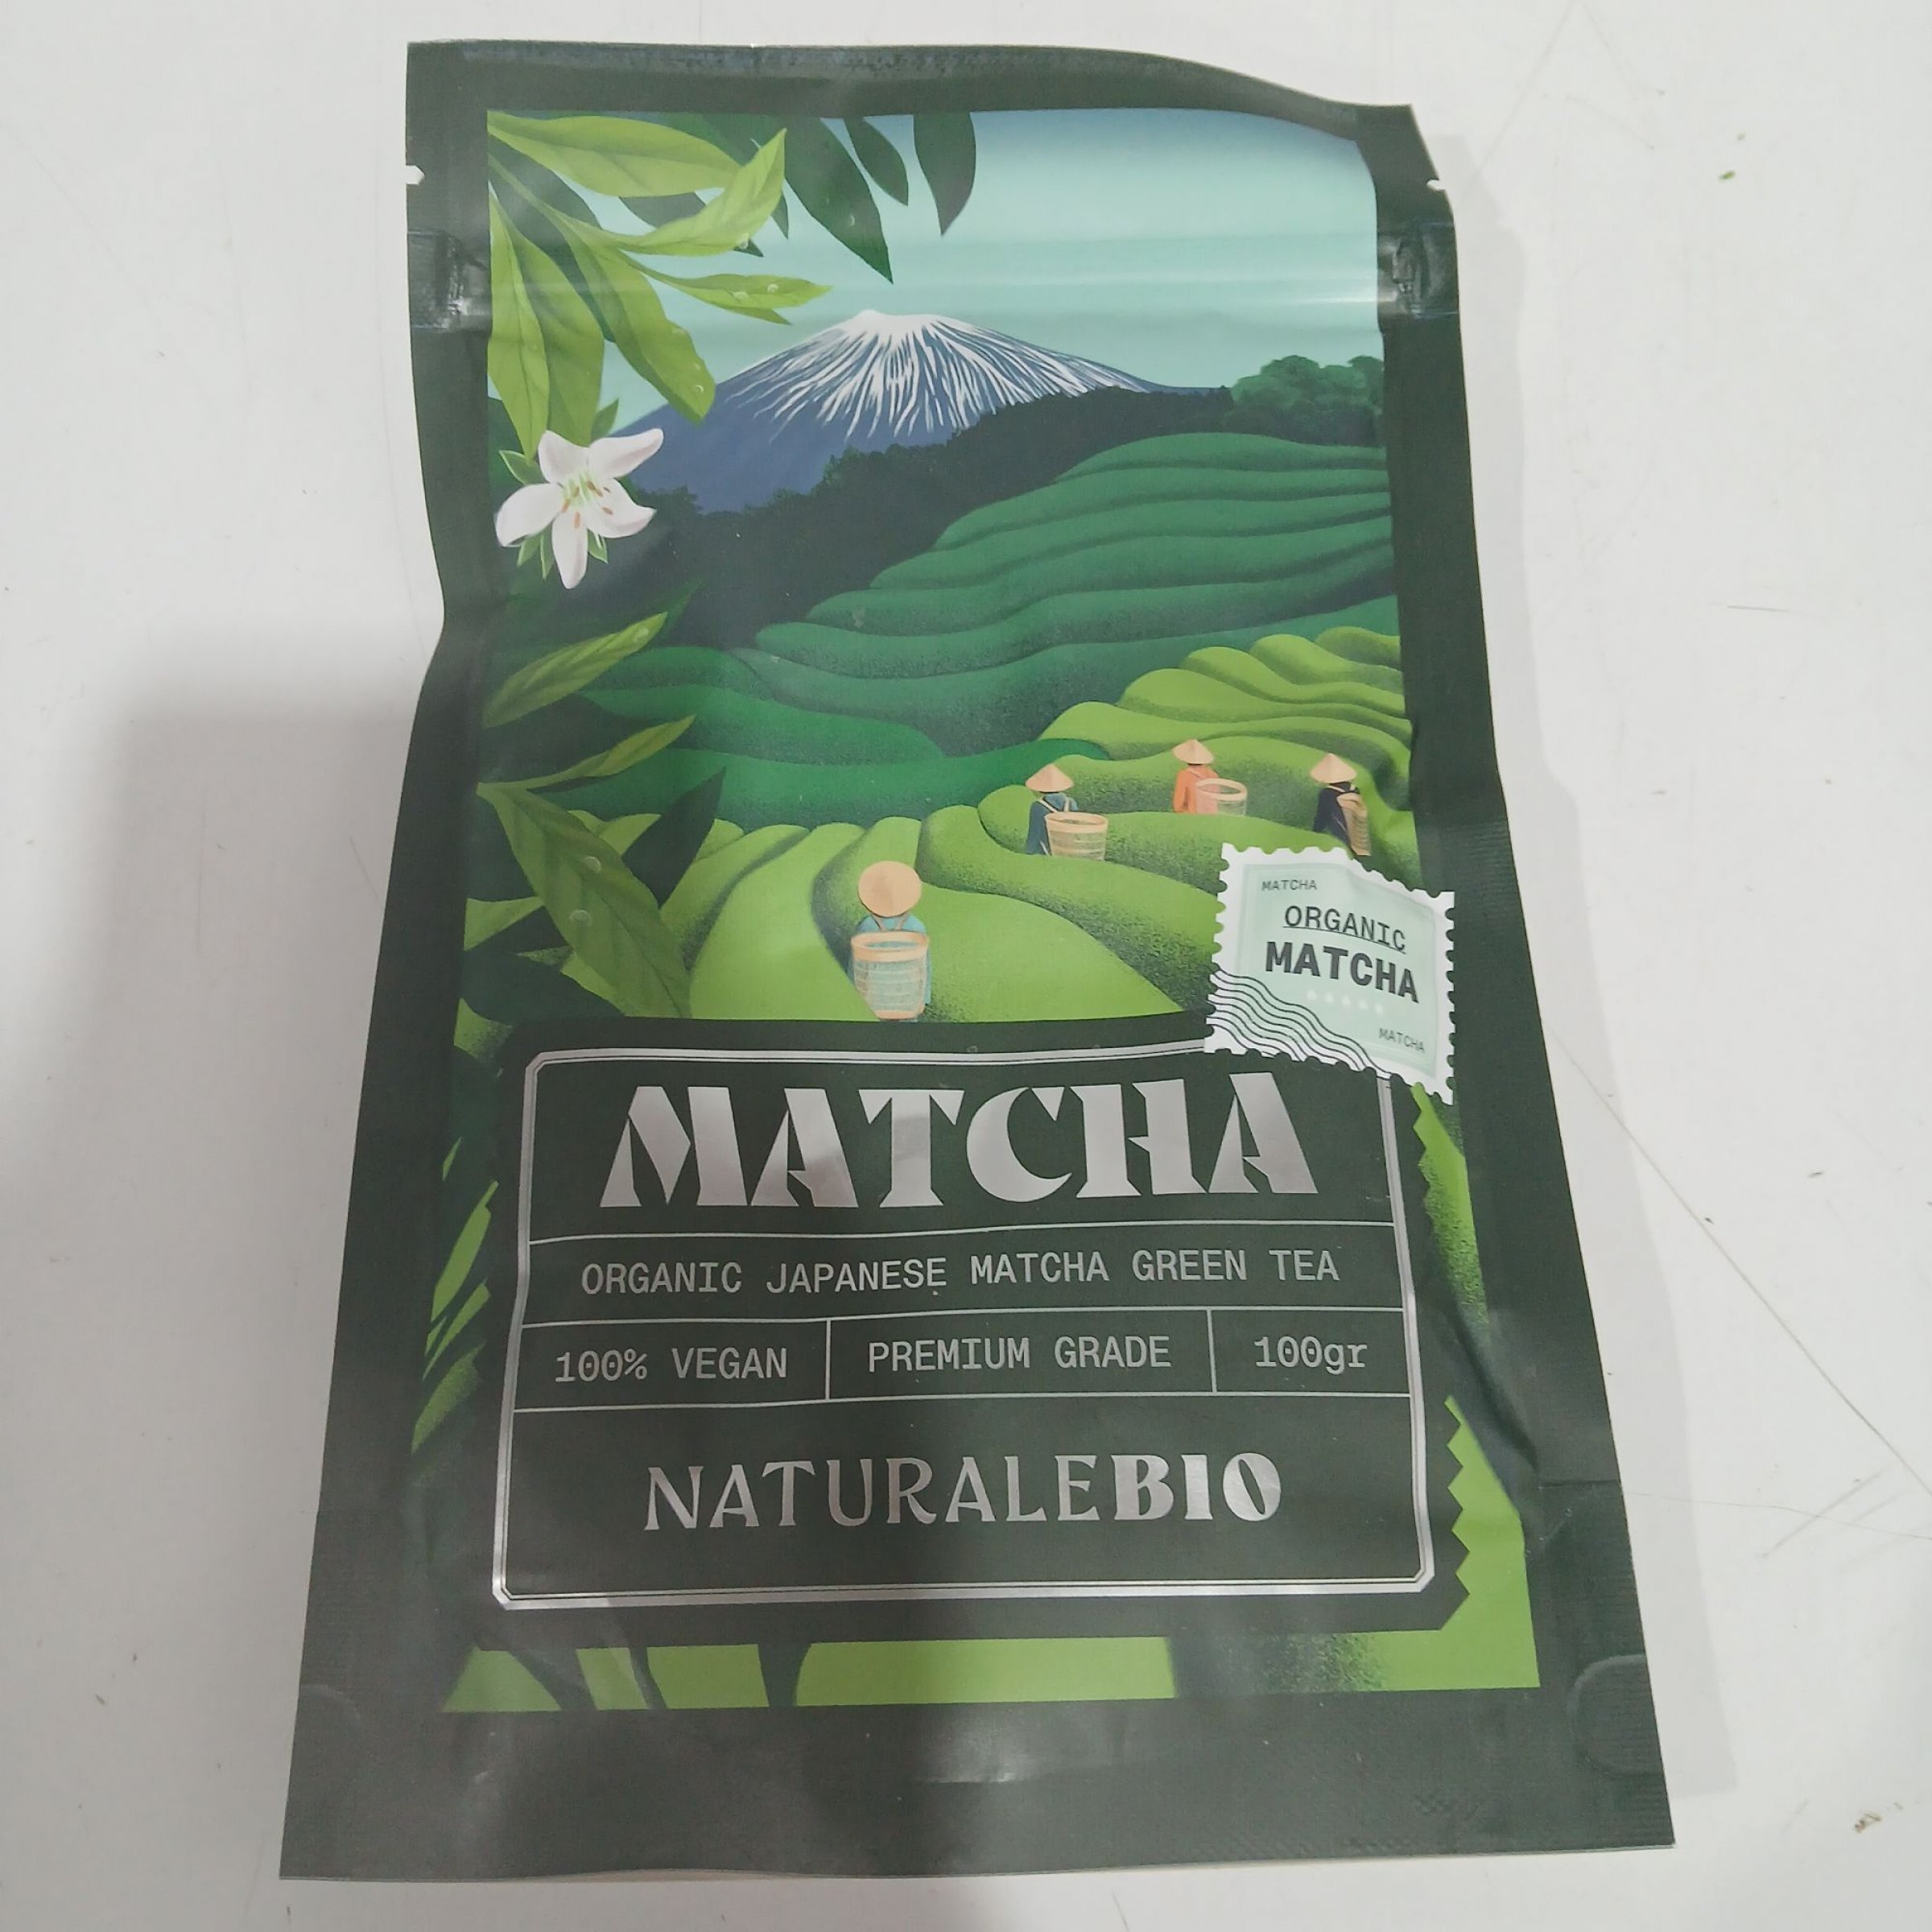 MATCHA
ORGANIC
MATCHA
MATCHA
MATCHA
ORGANIC JAPANESE MATCHA GREEN TEA
100% VEGAN
PREMIUM GRADE
100gr
NATURALEBIO